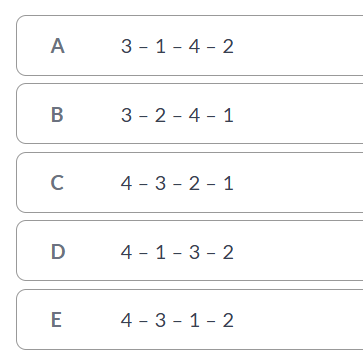 A 3 – 1 – 4 – 2
B 3 – 2 – 4 – 1
C 4 – 3 – 2 – 1
D 4 – 1 – 3 – 2
E 4 – 3 – 1 – 2